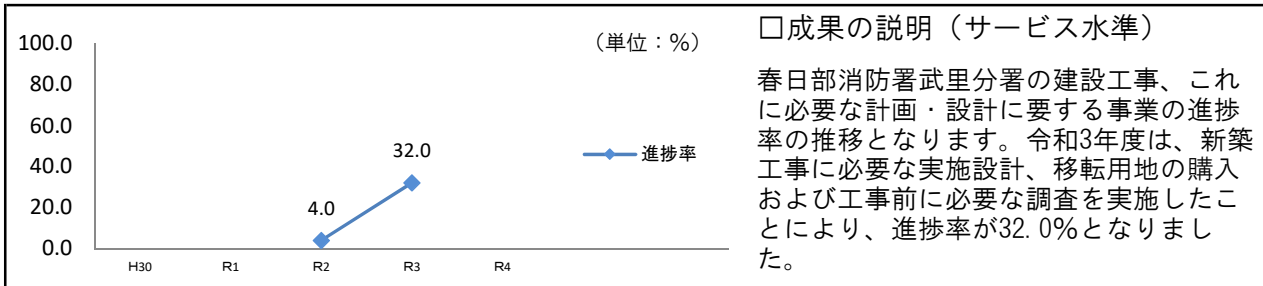 100.0
80.0
60.0
40.0
20.0
0.0
(単位：%)
32.0
4.0
進捗率
H30 R1 R2 R3 R4
□成果の説明（サービス水準）
春日部消防署武里分署の建設工事、これ
に必要な計画・設計に要する事業の進捗
率の推移となります。令和3年度は、新築
工事に必要な実施設計、移転用地の購入
および工事前に必要な調査を実施したこ
とにより、進捗率が32.0%となりまし
た。